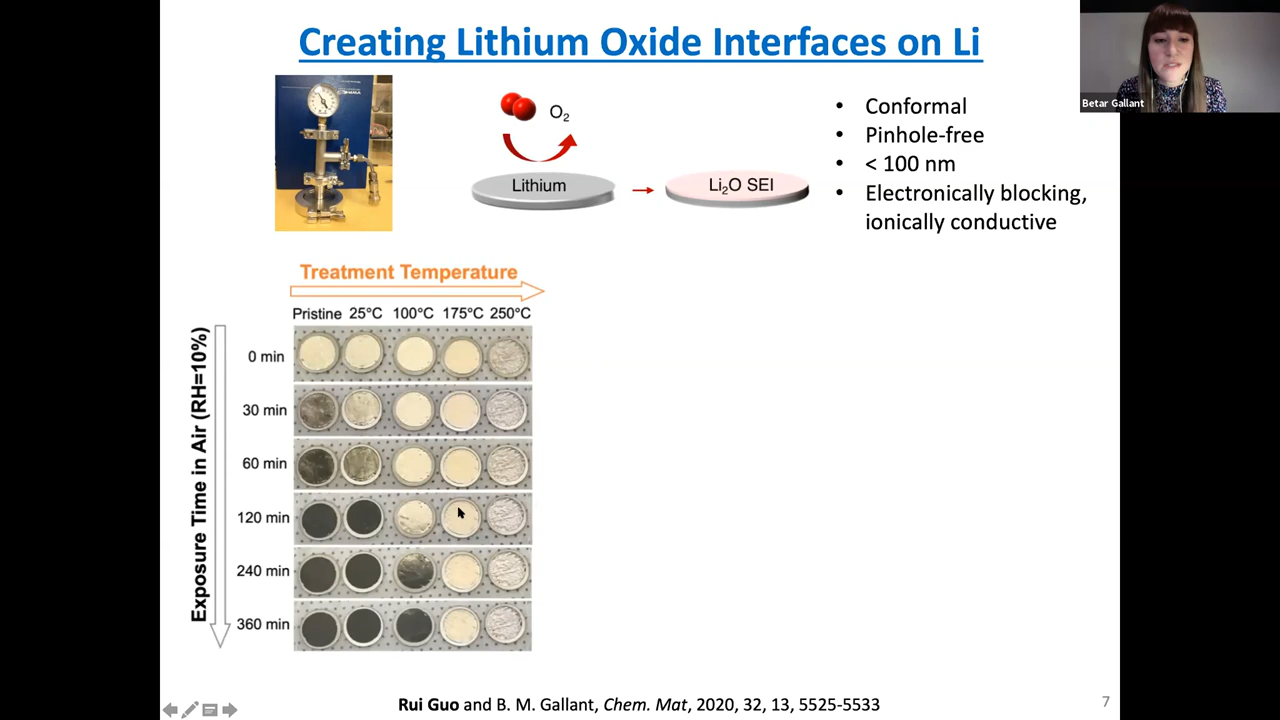 Creating Lithium Oxide Interfaces on Li
Betar Gallant
O2
Lithium
Li2O SEI
• Conformal
• Pinhole-free
• < 100 nm
• Electronically blocking,
ionically conductive
Treatment Temperature
Pristine 25°C 100°C 175°C 250°C
Exposure Time in Air (RH=10%)
0 min
30 min
60 min
120 min
240 min
360 min
Rui Guo and B. M. Gallant, Chem. Mat, 2020, 32, 13, 5525-5533
7